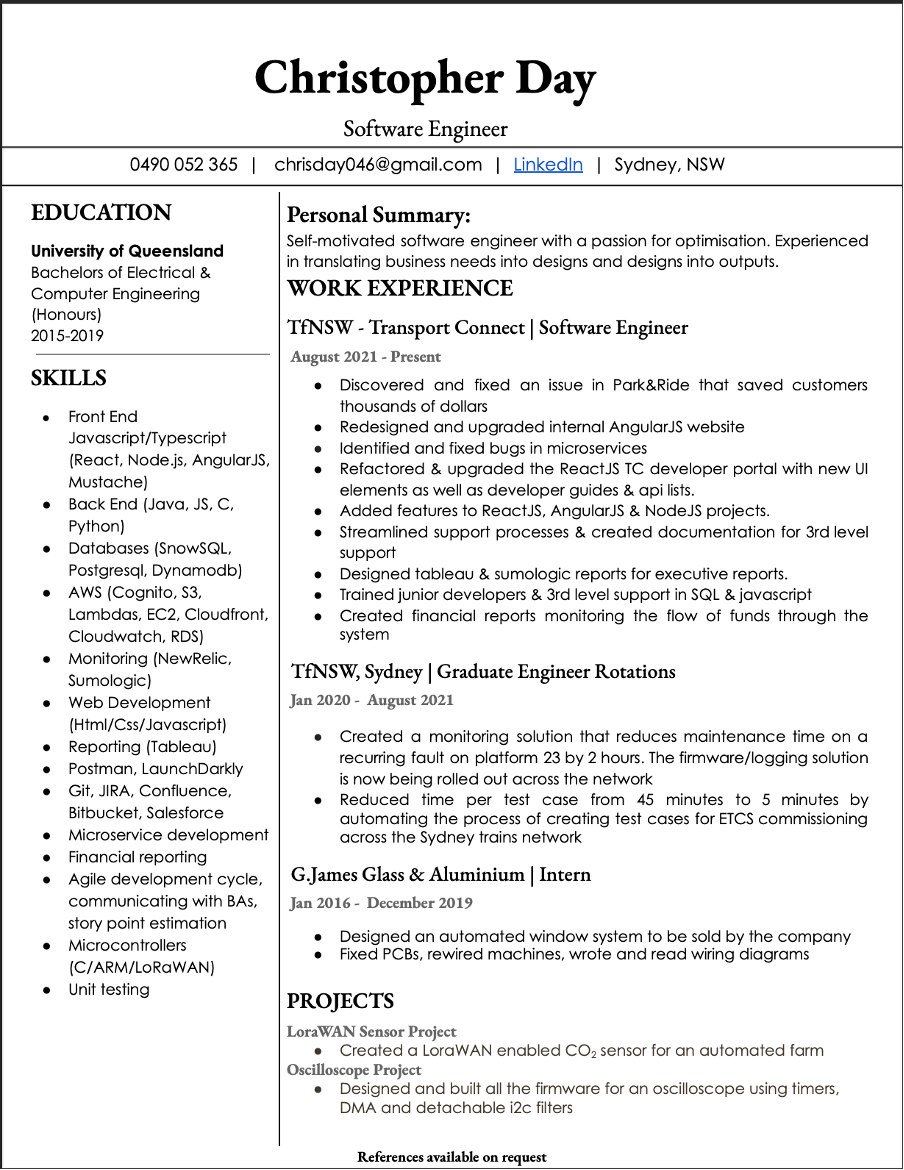 Christopher Day
Software Engineer
0490 052 365 | chrisday046@gmail.com | LinkedIn | Sydney, NSW
EDUCATION
University of Queensland
Bachelors of Electrical &
Computer Engineering
(Honours)
2015-2019
SKILLS
● Front End
Javascript/Typescript
(React, Node.js, AngularJS,
Mustache)
● Back End (Java, JS, C,
Python)
● Databases (SnowSQL,
Postgresql, Dynamodb)
● AWS (Cognito, S3,
Lambdas, EC2, Cloudfront,
Cloudwatch, RDS)
● Monitoring (NewRelic,
Sumologic)
● Web Development
(Html/Css/Javascript)
● Reporting (Tableau)
● Postman, LaunchDarkly
● Git, JIRA, Confluence,
Bitbucket, Salesforce
● Microservice development
● Financial reporting
● Agile development cycle,
communicating with BAs,
story point estimation
● Microcontrollers
(C/ARM/LoRaWAN)
● Unit testing
Personal Summary:
Self-motivated software engineer with a passion for optimisation. Experienced
in translating business needs into designs and designs into outputs.
WORK EXPERIENCE
TfNSW - Transport Connect | Software Engineer
August 2021 - Present
● Discovered and fixed an issue in Park&Ride that saved customers
thousands of dollars
● Redesigned and upgraded internal AngularJS website
● Identified and fixed bugs in microservices
● Refactored & upgraded the ReactJS TC developer portal with new UI
elements as well as developer guides & api lists.
● Added features to ReactJS, AngularJS & NodeJS projects.
● Streamlined support processes & created documentation for 3rd level
support
● Designed tableau & sumologic reports for executive reports.
● Trained junior developers & 3rd level support in SQL & javascript
● Created financial reports monitoring the flow of funds through the
system
TfNSW, Sydney | Graduate Engineer Rotations
Jan 2020 - August 2021
● Created a monitoring solution that reduces maintenance time on a
recurring fault on platform 23 by 2 hours. The firmware/logging solution
is now being rolled out across the network
● Reduced time per test case from 45 minutes to 5 minutes by
automating the process of creating test cases for ETCS commissioning
across the Sydney trains network
G.James Glass & Aluminium | Intern
Jan 2016 - December 2019
● Designed an automated window system to be sold by the company
● Fixed PCBs, rewired machines, wrote and read wiring diagrams
PROJECTS
LoraWAN Sensor Project
● Created a LoraWAN enabled CO₂ sensor for an automated farm
Oscilloscope Project
● Designed and built all the firmware for an oscilloscope using timers,
DMA and detachable i2c filters
References available on request